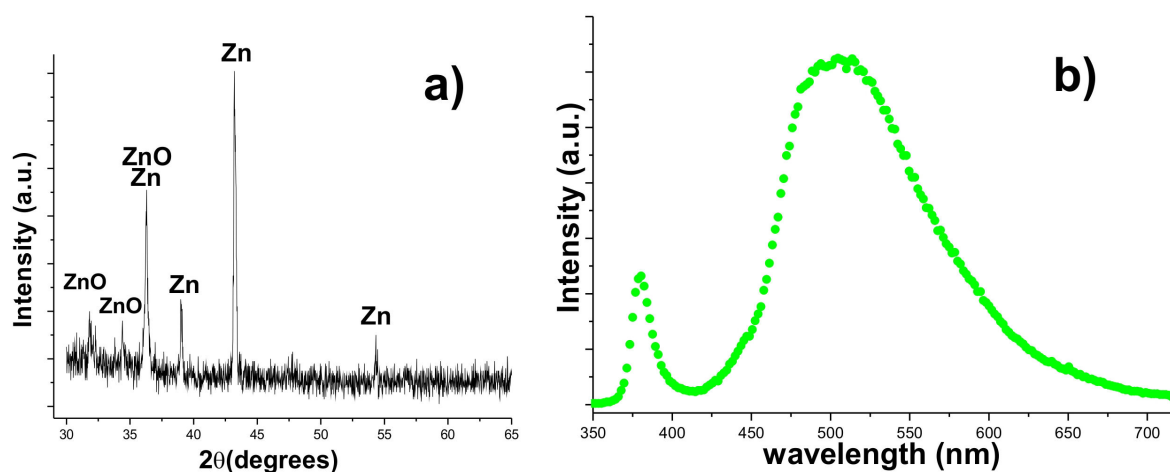 a)
Zn
ZnO
Zn
ZnO
ZnO
Zn
Zn
Intensity (a.u.)
30 35 40 45 50 55 60 65
2θ(degrees)
b)
Intensity (a.u.)
350 400 450 500 550 600 650 700
wavelength (nm)